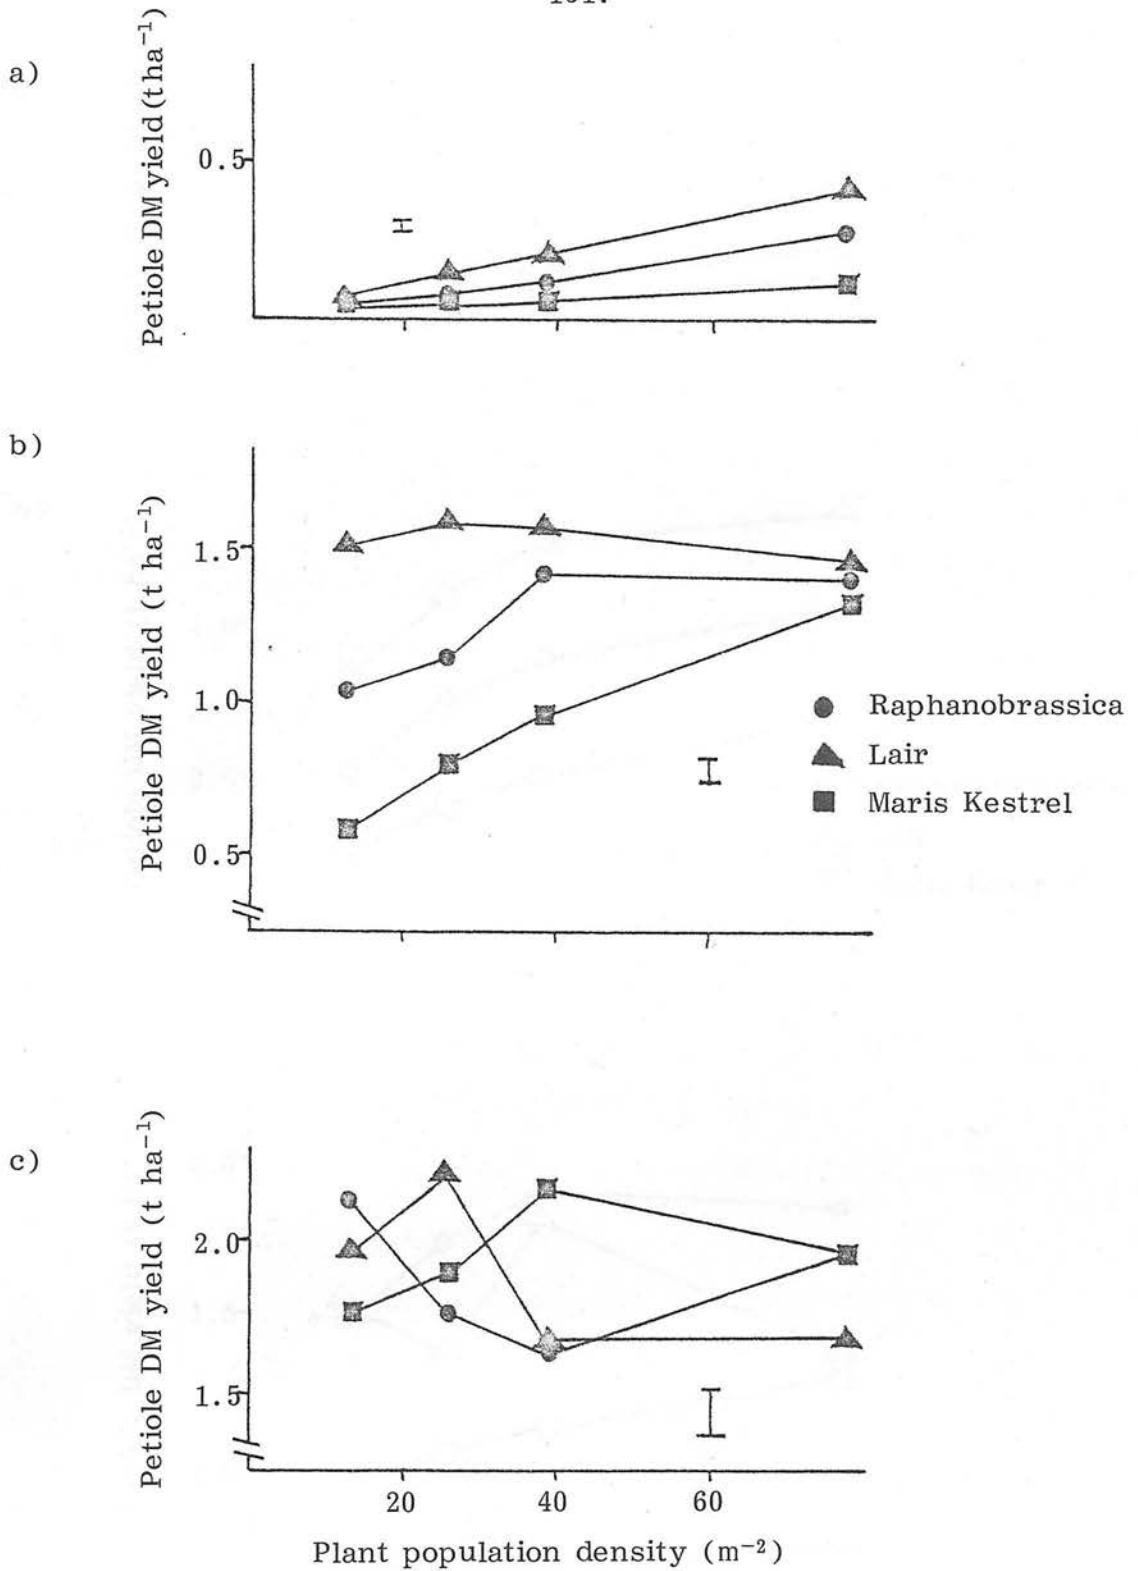 a)
Petiole DM yield (t ha⁻¹)
0.5
b)
Petiole DM yield (t ha⁻¹)
1.5
1.0
0.5
Raphanobrassica
Lair
Maris Kestrel
c)
Petiole DM yield (t ha⁻¹)
2.0
1.5
20 40 60
Plant population density (m⁻²)